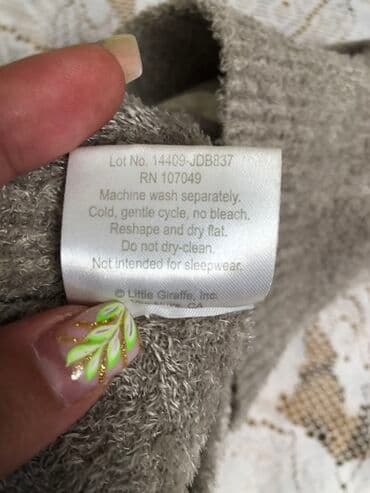 Lot No. 14409-JDB837
RN 107049
Machine wash separately.
Cold, gentle cycle, no bleach.
Reshape and dry flat.
Do not dry-clean.
Not intended for sleepwear.
© Little Giraffe, Inc.
CA